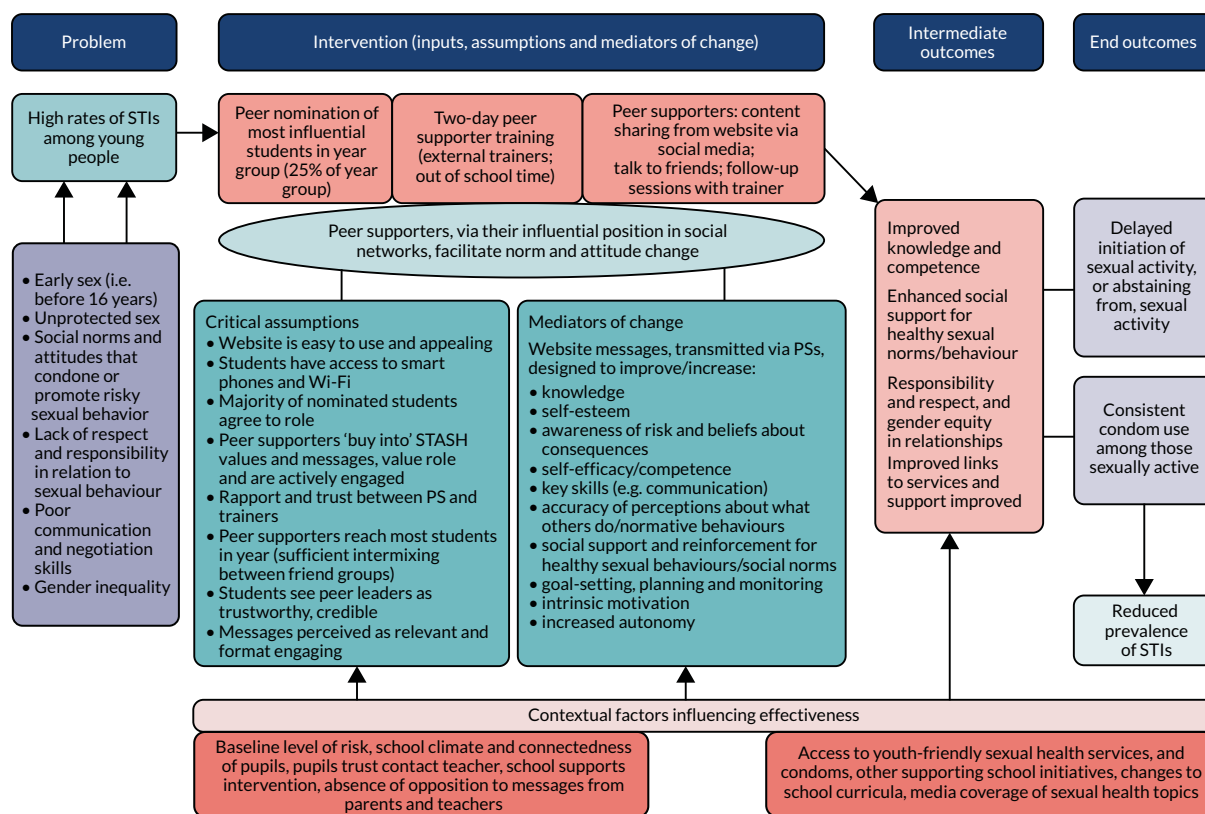 Problem
Intervention (inputs, assumptions and mediators of change)
Intermediate
outcomes
End outcomes
High rates of STIs
among young
people
Peer nomination of
most influential
students in year
group (25% of year
group)
Two-day peer
supporter training
(external trainers;
out of school time)
Peer supporters: content
sharing from website via
social media;
talk to friends; follow-up
sessions with trainer
Peer supporters, via their influential position in social
networks, facilitate norm and attitude change
• Early sex (i.e.
before 16 years)
• Unprotected sex
• Social norms and
attitudes that
condone or
promote risky
sexual behavior
• Lack of respect
and responsibility
in relation to
sexual behaviour
• Poor
communication
and negotiation
skills
• Gender inequality
Critical assumptions
• Website is easy to use and appealing
• Students have access to smart
phones and Wi-Fi
• Majority of nominated students
agree to role
• Peer supporters ‘buy into’ STASH
values and messages, value role
and are actively engaged
• Rapport and trust between PS and
trainers
• Peer supporters reach most students
in year (sufficient intermixing
between friend groups)
• Students see peer leaders as
trustworthy, credible
• Messages perceived as relevant and
format engaging
Mediators of change
Website messages, transmitted via PSs,
designed to improve/increase:
• knowledge
• self-esteem
• awareness of risk and beliefs about
consequences
• self-efficacy/competence
• key skills (e.g. communication)
• accuracy of perceptions about what
others do/normative behaviours
• social support and reinforcement for
healthy sexual behaviours/social norms
• goal-setting, planning and monitoring
• intrinsic motivation
• increased autonomy
Improved
knowledge and
competence
Enhanced social
support for
healthy sexual
norms/behaviour
Responsibility
and respect, and
gender equity
in relationships
Improved links
to services and
support improved
Delayed
initiation of
sexual activity,
or abstaining
from, sexual
activity
Consistent
condom use
among those
sexually active
Reduced
prevalence
of STIs
Contextual factors influencing effectiveness
Baseline level of risk, school climate and connectedness
of pupils, pupils trust contact teacher, school supports
intervention, absence of opposition to messages from
parents and teachers
Access to youth-friendly sexual health services, and
condoms, other supporting school initiatives, changes to
school curricula, media coverage of sexual health topics